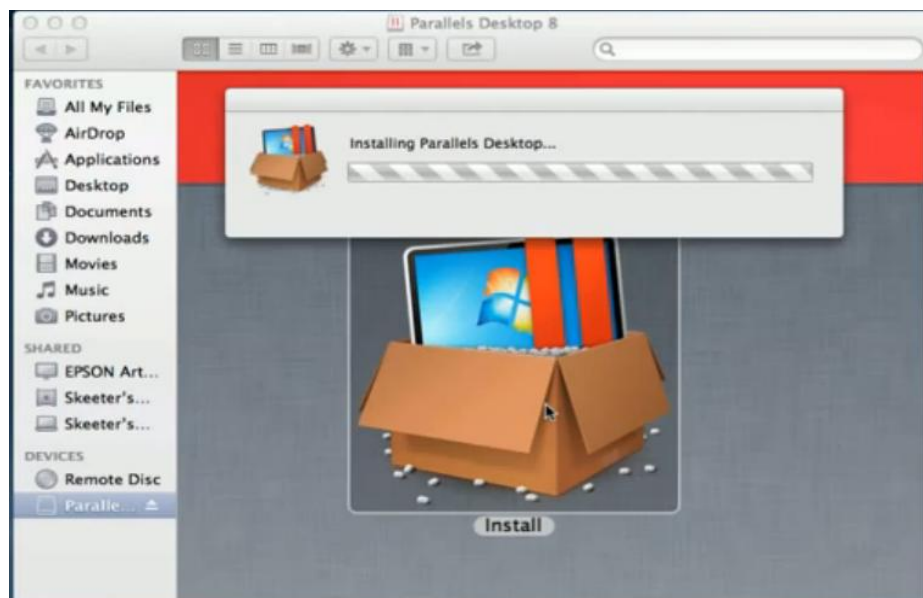 Parallels Desktop 8
FAVORITES
All My Files
AirDrop
Applications
Desktop
Documents
Downloads
Movies
Music
Pictures
SHARED
EPSON Art...
Skeeter's...
Skeeter's...
DEVICES
Remote Disc
Paralle...
Installing Parallels Desktop...
Install